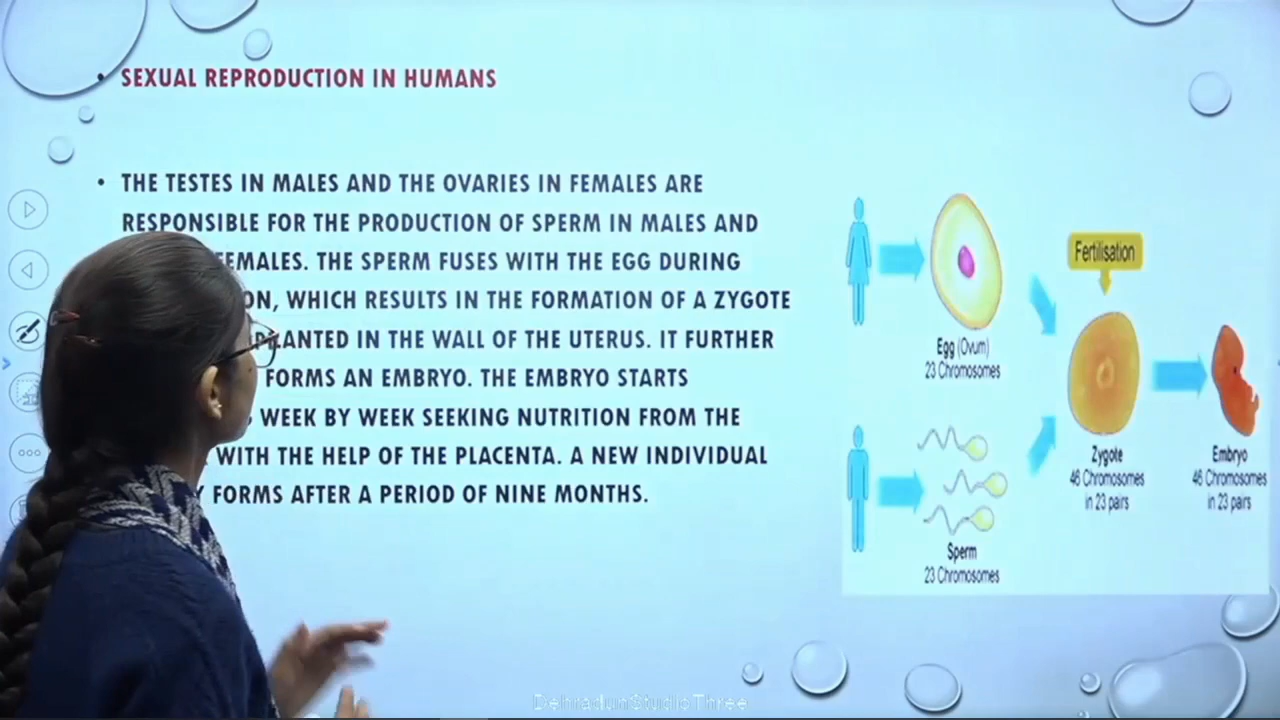 • SEXUAL REPRODUCTION IN HUMANS
• THE TESTES IN MALES AND THE OVARIES IN FEMALES ARE
RESPONSIBLE FOR THE PRODUCTION OF SPERM IN MALES AND
FEMALES. THE SPERM FUSES WITH THE EGG DURING
WHICH RESULTS IN THE FORMATION OF A ZYGOTE
IN THE WALL OF THE UTERUS. IT FURTHER
FORMS AN EMBRYO. THE EMBRYO STARTS
WEEK BY WEEK SEEKING NUTRITION FROM THE
WITH THE HELP OF THE PLACENTA. A NEW INDIVIDUAL
FORMS AFTER A PERIOD OF NINE MONTHS.
Egg (Ovum)
23 Chromosomes
Sperm
23 Chromosomes
Fertilisation
Zygote
46 Chromosomes
in 23 pairs
Embryo
46 Chromosomes
in 23 pairs
DehradunStudioThree